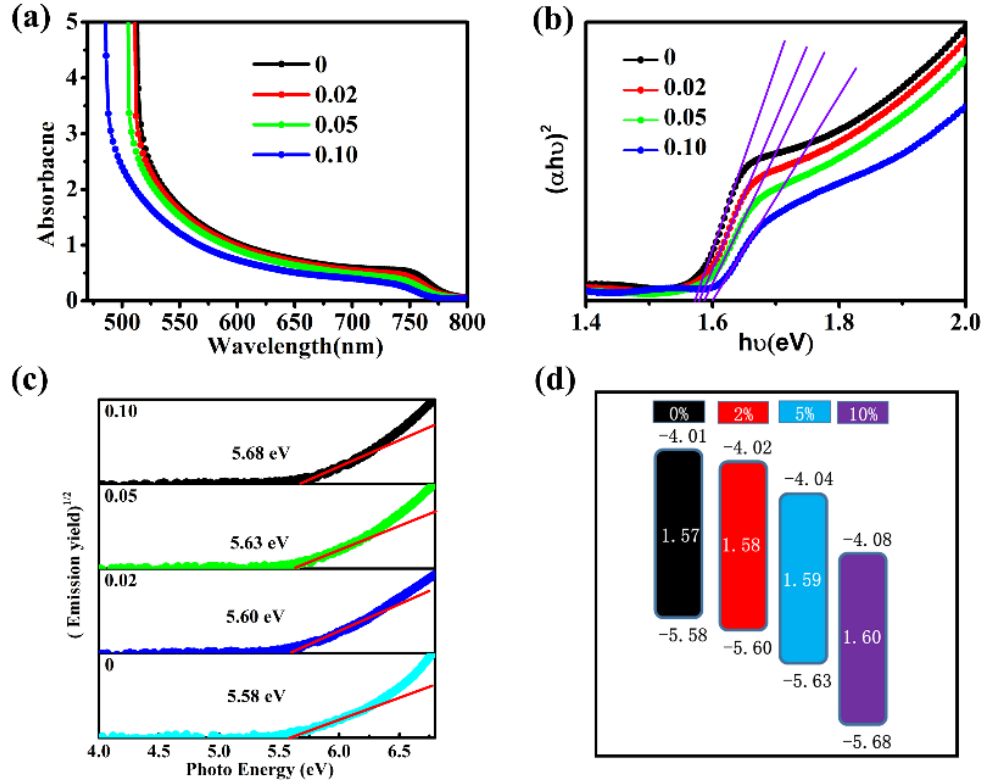 (a)
5
4
3
2
1
0
Absorbacne
0
0.02
0.05
0.10
500 550 600 650 700 750 800
Wavelength(nm)
(b)
(αhυ)²
0
0.02
0.05
0.10
1.4 1.6 1.8 2.0
hυ(eV)
(c)
( Emission yield)1/2
0.10
5.68 eV
0.05
5.63 eV
0.02
5.60 eV
0
5.58 eV
4.0 4.5 5.0 5.5 6.0 6.5
Photo Energy (eV)
(d)
0% 2% 5% 10%
-4.01
-4.02
-4.04
-4.08
1.57
1.58
1.59
1.60
-5.58
-5.60
-5.63
-5.68